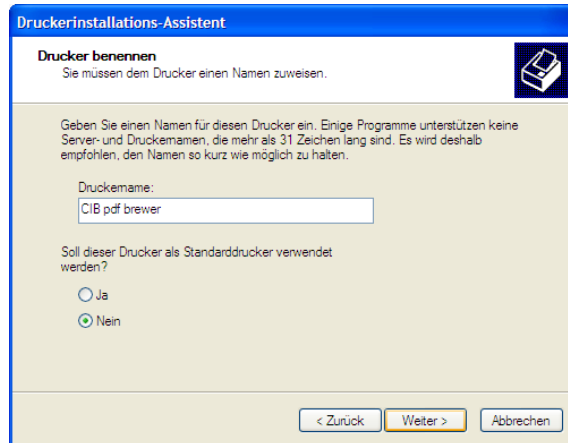 Druckerinstallations-Assistent
Drucker benennen
Sie müssen dem Drucker einen Namen zuweisen.
Geben Sie einen Namen für diesen Drucker ein. Einige Programme unterstützen keine
Server- und Druckernamen, die mehr als 31 Zeichen lang sind. Es wird deshalb
empfohlen, den Namen so kurz wie möglich zu halten.
Druckername:
CIB pdf brewer
Soll dieser Drucker als Standarddrucker verwendet
werden?
Ja
Nein
< Zurück Weiter > Abbrechen